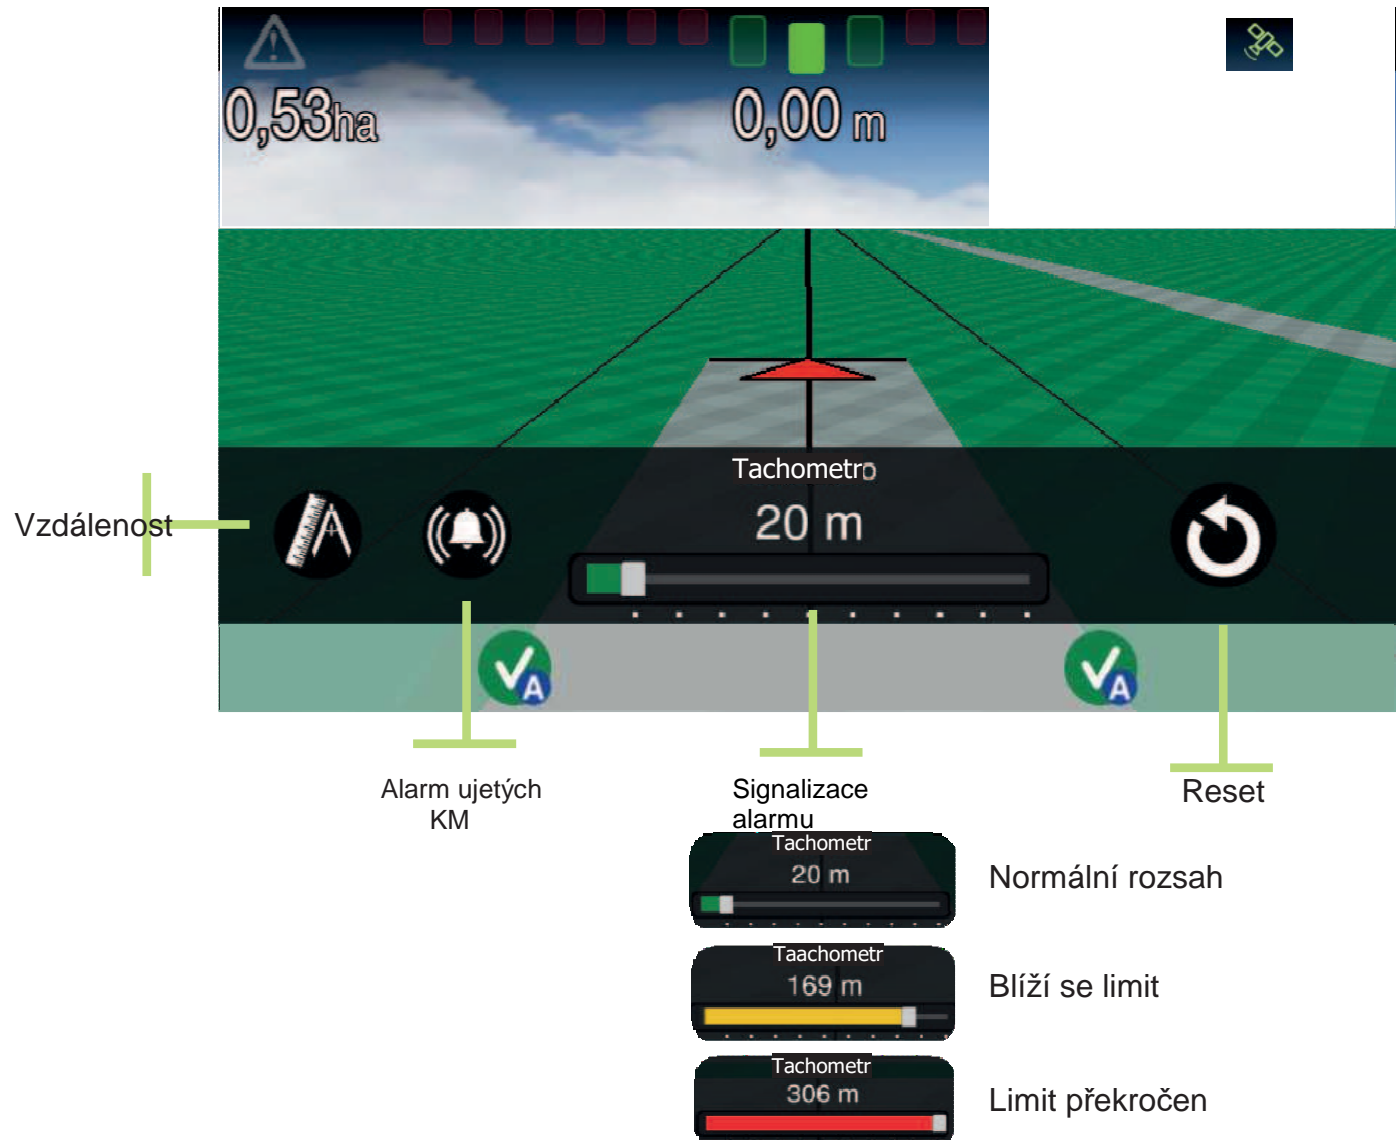 0,53ha
0,00 m
Tachometro
20 m
Vzdálenost
A
A
Alarm ujetých
KM
Signalizace
alarmu
Reset
Tachometr
20 m
Normální rozsah
Taachometr
169 m
Blíží se limit
Tachometr
306 m
Limit překročen